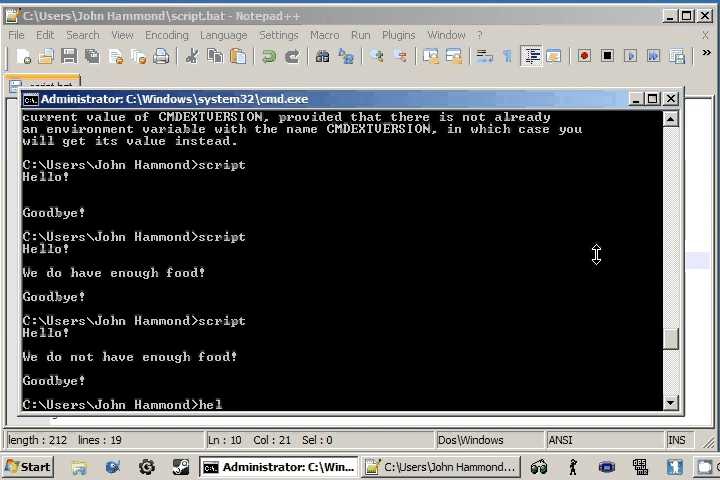 C:\Users\John Hammond\script.bat - Notepad++
File Edit Search View Encoding Language Settings Macro Run Plugins Window ?
script.bat
Administrator: C:\Windows\system32\cmd.exe
current value of CMDEXTVERSION, provided that there is not already
an environment variable with the name CMDEXTVERSION, in which case you
will get its value instead.
C:\Users\John Hammond>script
Hello!
Goodbye!
C:\Users\John Hammond>script
Hello!
We do have enough food!
Goodbye!
C:\Users\John Hammond>script
Hello!
We do not have enough food!
Goodbye!
C:\Users\John Hammond>hel
length : 212 lines : 19 Ln : 10 Col : 21 Sel : 0 Dos\Windows ANSI INS
Start Administrator: C:\Win... C:\Users\John Hammond...